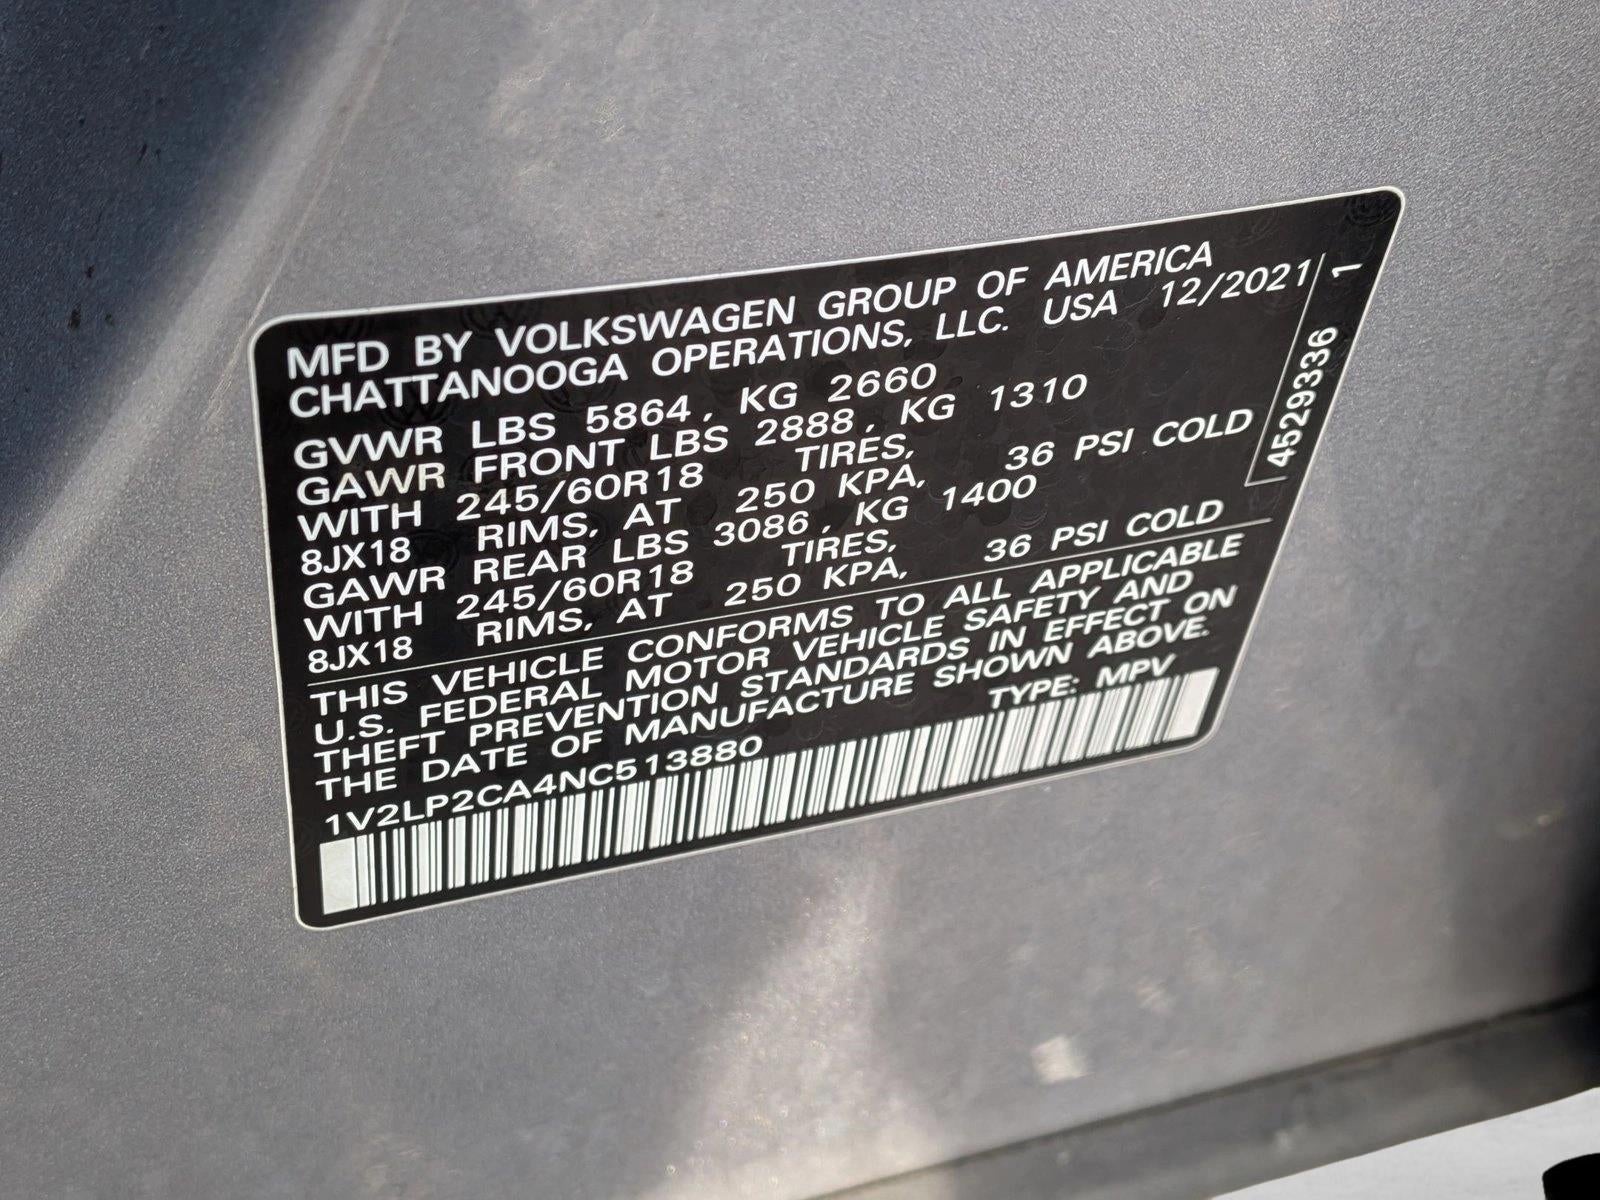 MFD BY VOLKSWAGEN GROUP OF AMERICA
CHATTANOOGA OPERATIONS, LLC. USA 12/2021
GVWR LBS 5864, KG 2660
GAWR FRONT LBS 2888, KG 1310
WITH 245/60R18 TIRES,
8JX18 RIMS, AT 250 KPA, 36 PSI COLD
GAWR REAR LBS 3086, KG 1400
WITH 245/60R18 TIRES,
8JX18 RIMS, AT 250 KPA, 36 PSI COLD
THIS VEHICLE CONFORMS TO ALL APPLICABLE
U.S. FEDERAL MOTOR VEHICLE SAFETY AND
THEFT PREVENTION STANDARDS IN EFFECT ON
THE DATE OF MANUFACTURE SHOWN ABOVE.
1V2LP2CA4NC513880 TYPE: MPV
4529336 1